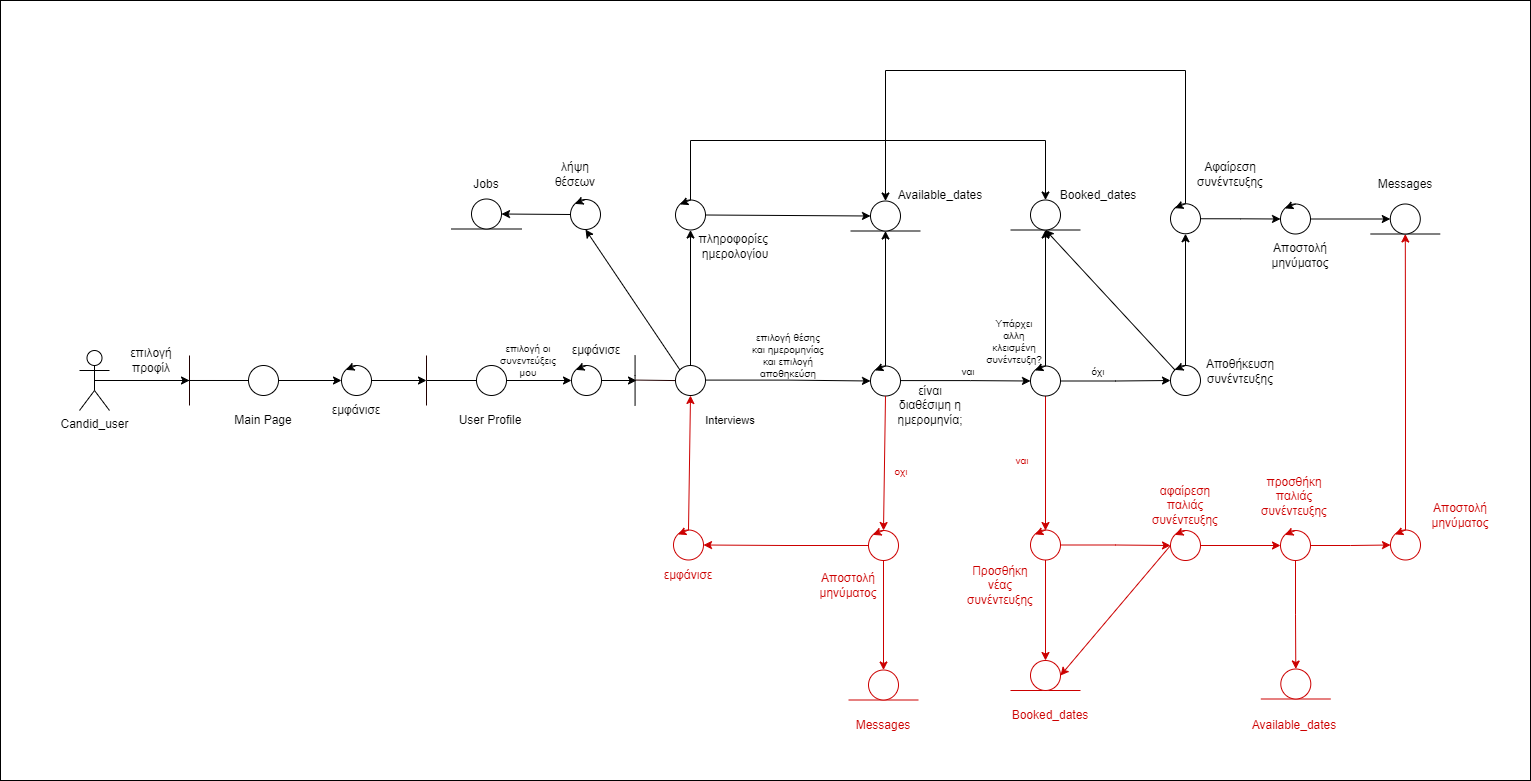 λήψη
θέσεων
Jobs
Available_dates
Booked_dates
Αφαίρεση
συνέντευξης
Messages
πληροφορίες
ημερολογίου
Αποστολή
μηνύματος
επιλογή
προφίλ
Candid_user
Main Page
εμφάνισε
User Profile
επιλογή οι
συνεντεύξεις
μου
εμφάνισε
Interviews
επιλογή θέσης
και ημερομηνίας
και επιλογή
αποθηκεύση
είναι
διαθέσιμη η
ημερομηνία;
ναι
Υπάρχει
αλλη
κλεισμένη
συνέντευξη?
όχι
Αποθήκευση
συνέντευξης
οχι
ναι
εμφάνισε
Αποστολή
μηνύματος
Messages
Προσθήκη
νέας
συνέντευξης
Booked_dates
αφαίρεση
παλιάς
συνέντευξης
προσθήκη
παλιάς
συνέντευξης
Available_dates
Αποστολή
μηνύματος